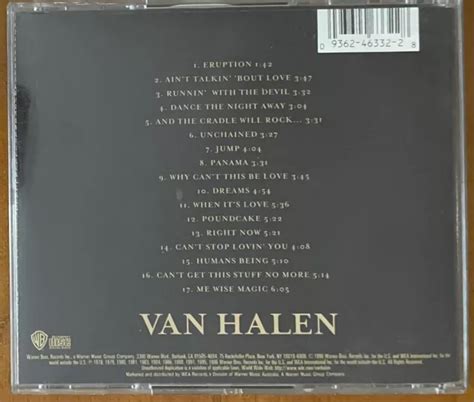 0 9362-46332-2 8
1. ERUPTION 1:42
2. AIN'T TALKIN' 'BOUT LOVE 3:47
3. RUNNIN' WITH THE DEVIL 3:32
4. DANCE THE NIGHT AWAY 3:04
5. AND THE CRADLE WILL ROCK... 3:31
6. UNCHAINED 3:27
7. JUMP 4:04
8. PANAMA 3:31
9. WHY CAN'T THIS BE LOVE 3:45
10. DREAMS 4:54
11. WHEN IT'S LOVE 5:36
12. POUNDCAKE 5:22
13. RIGHT NOW 5:21
14. CAN'T STOP LOVIN' YOU 4:08
15. HUMANS BEING 5:10
16. CAN'T GET THIS STUFF NO MORE 5:14
17. ME WISE MAGIC 6:05
VAN HALEN